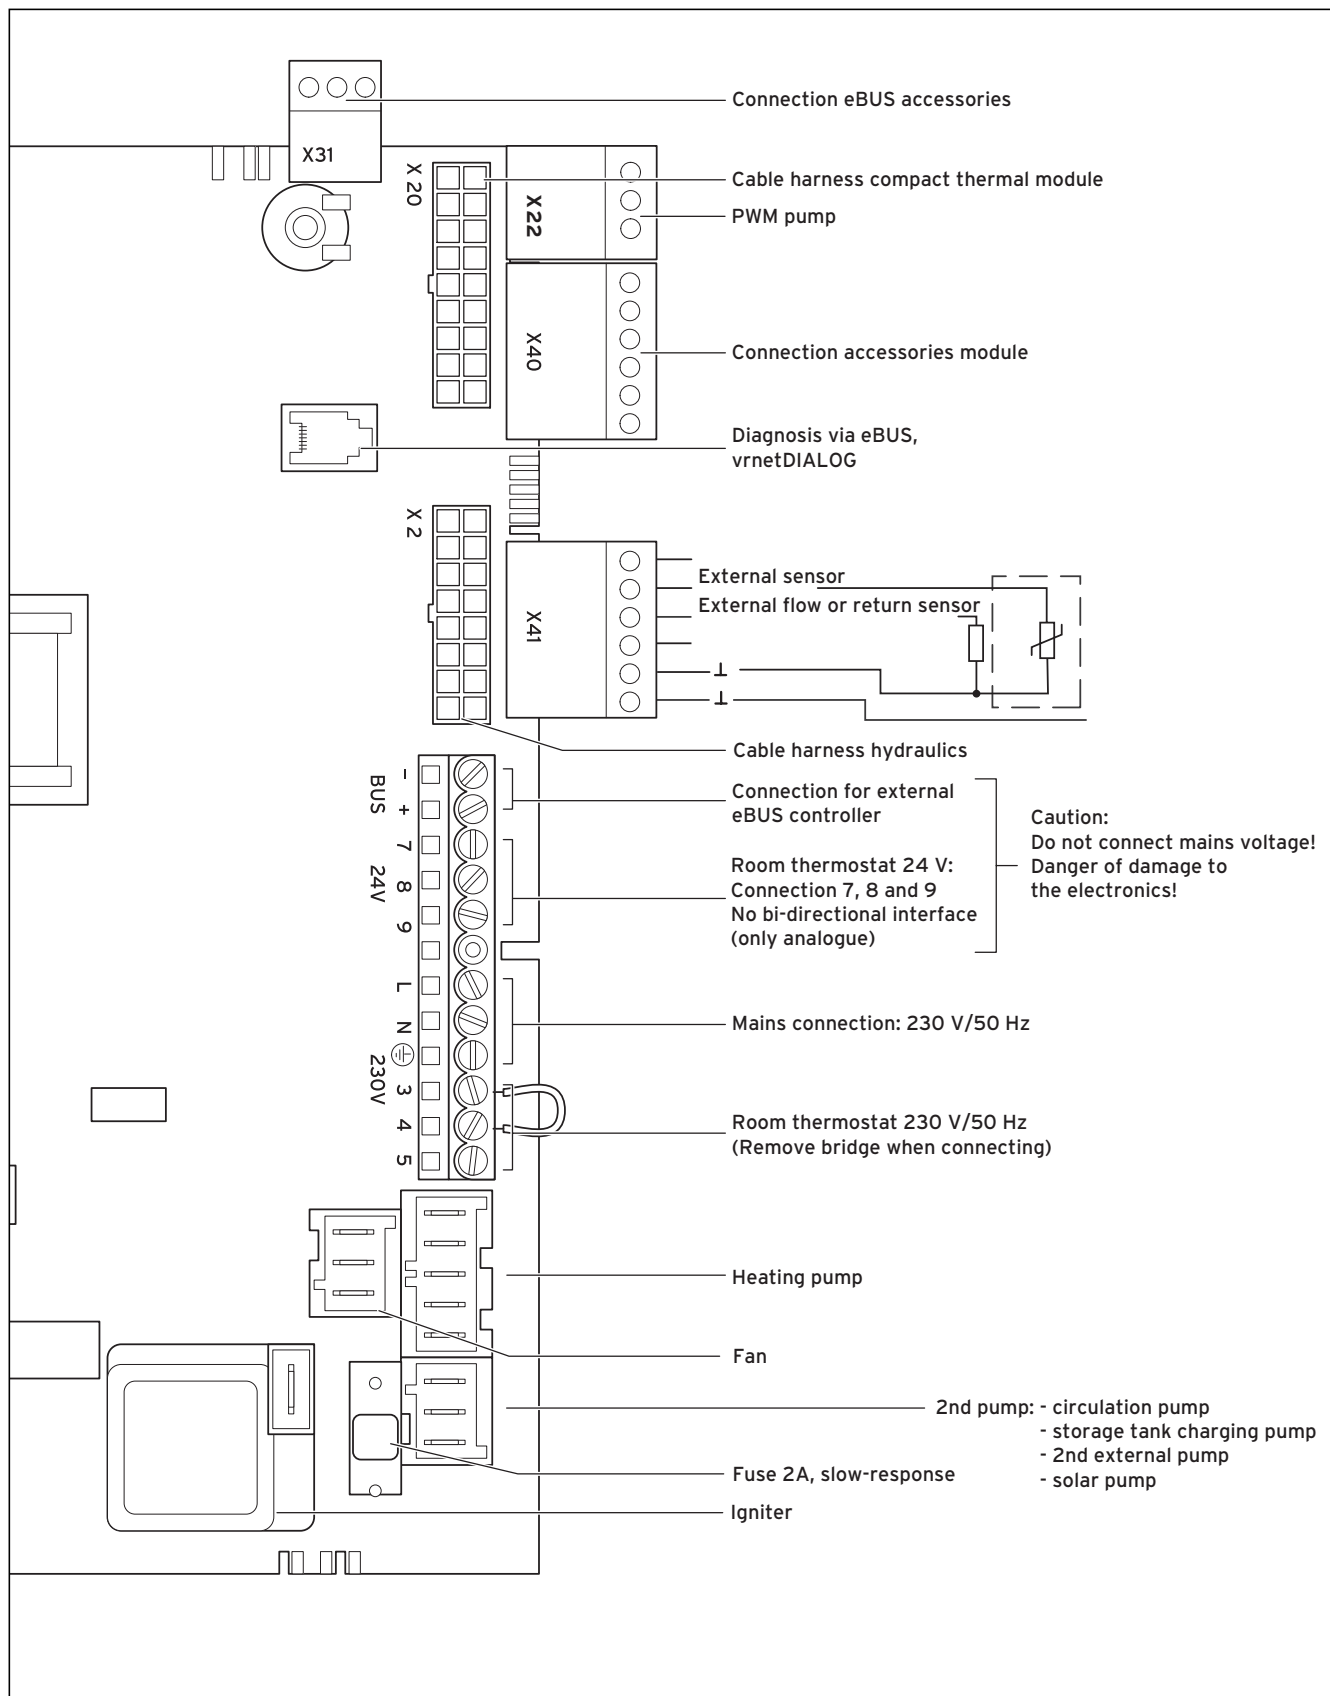 Connection eBUS accessories
X31
X 20
Cable harness compact thermal module
X22
PWM pump
X40
Connection accessories module
Diagnosis via eBUS,
vrnetDIALOG
X 2
X41
External sensor
External flow or return sensor
Cable harness hydraulics
BUS
-
+
Connection for external
eBUS controller
24V
7
8
9
Room thermostat 24 V:
Connection 7, 8 and 9
No bi-directional interface
(only analogue)
Caution:
Do not connect mains voltage!
Danger of damage to
the electronics!
L
N
Mains connection: 230 V/50 Hz
230V
3
4
5
Room thermostat 230 V/50 Hz
(Remove bridge when connecting)
Heating pump
Fan
2nd pump: - circulation pump
- storage tank charging pump
- 2nd external pump
- solar pump
Fuse 2A, slow-response
Igniter